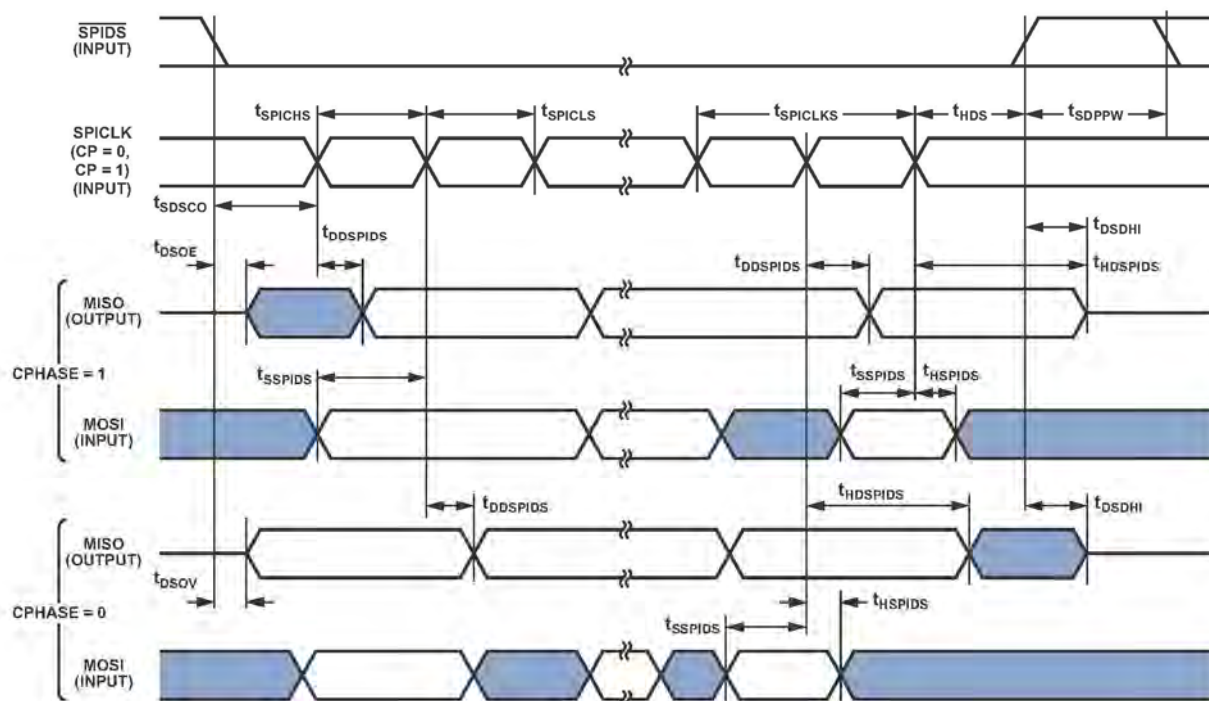 SPIDS
(INPUT)
tSPICHS
tSPICLS
tSPICLKS
tHDS
tSDPPW
SPICLK
(CP = 0,
CP = 1)
(INPUT)
tSDSCO
tDSOE
tDDSPIDS
tDDSPIDS
tDSDHI
tHDSPIDS
MISO
(OUTPUT)
CPHASE = 1
tSSPIDS
tSSPIDS
tHSPIDS
MOSI
(INPUT)
tDDSPIDS
tHDSPIDS
tDSDHI
MISO
(OUTPUT)
tDSOV
CPHASE = 0
tHSPIDS
tSSPIDS
MOSI
(INPUT)